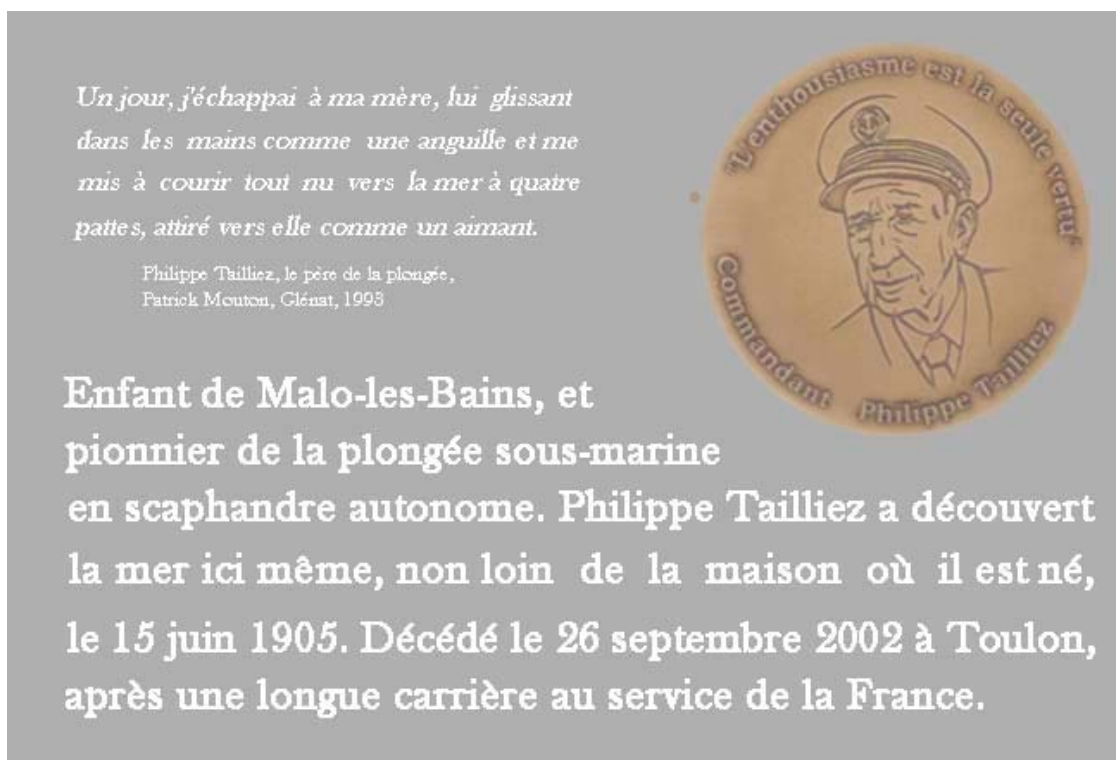 Un jour, j'échappai à ma mère, lui glissant
dans les mains comme une anguille et me
mis à courir tout nu vers la mer à quatre
pattes, attiré vers elle comme un aimant.
Philippe Tailliez, le père de la plongée,
Patrick Mouton, Glénat, 1993
"L'enthousiasme est la seule vertu"
Commandant Philippe Tailliez
Enfant de Malo-les-Bains, et
pionnier de la plongée sous-marine
en scaphandre autonome. Philippe Tailliez a découvert
la mer ici même, non loin de la maison où il est né,
le 15 juin 1905. Décédé le 26 septembre 2002 à Toulon,
après une longue carrière au service de la France.